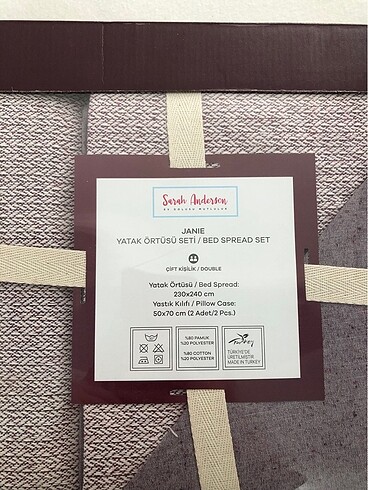 Sarah Anderson
JANIE
YATAK ÖRTÜSÜ SETİ / BED SPREAD SET
ÇİFT KİŞİLİK / DOUBLE
Yatak Örtüsü / Bed Spread:
230x240 cm
Yastık Kılıfı / Pillow Case:
50x70 cm (2 Adet/2 Pcs.)
%80 PAMUK
%20 POLYESTER
%80 COTTON
%20 POLYESTER
Turkey
TÜRKİYE'DE
ÜRETİLMİŞTİR
MADE IN TURKEY